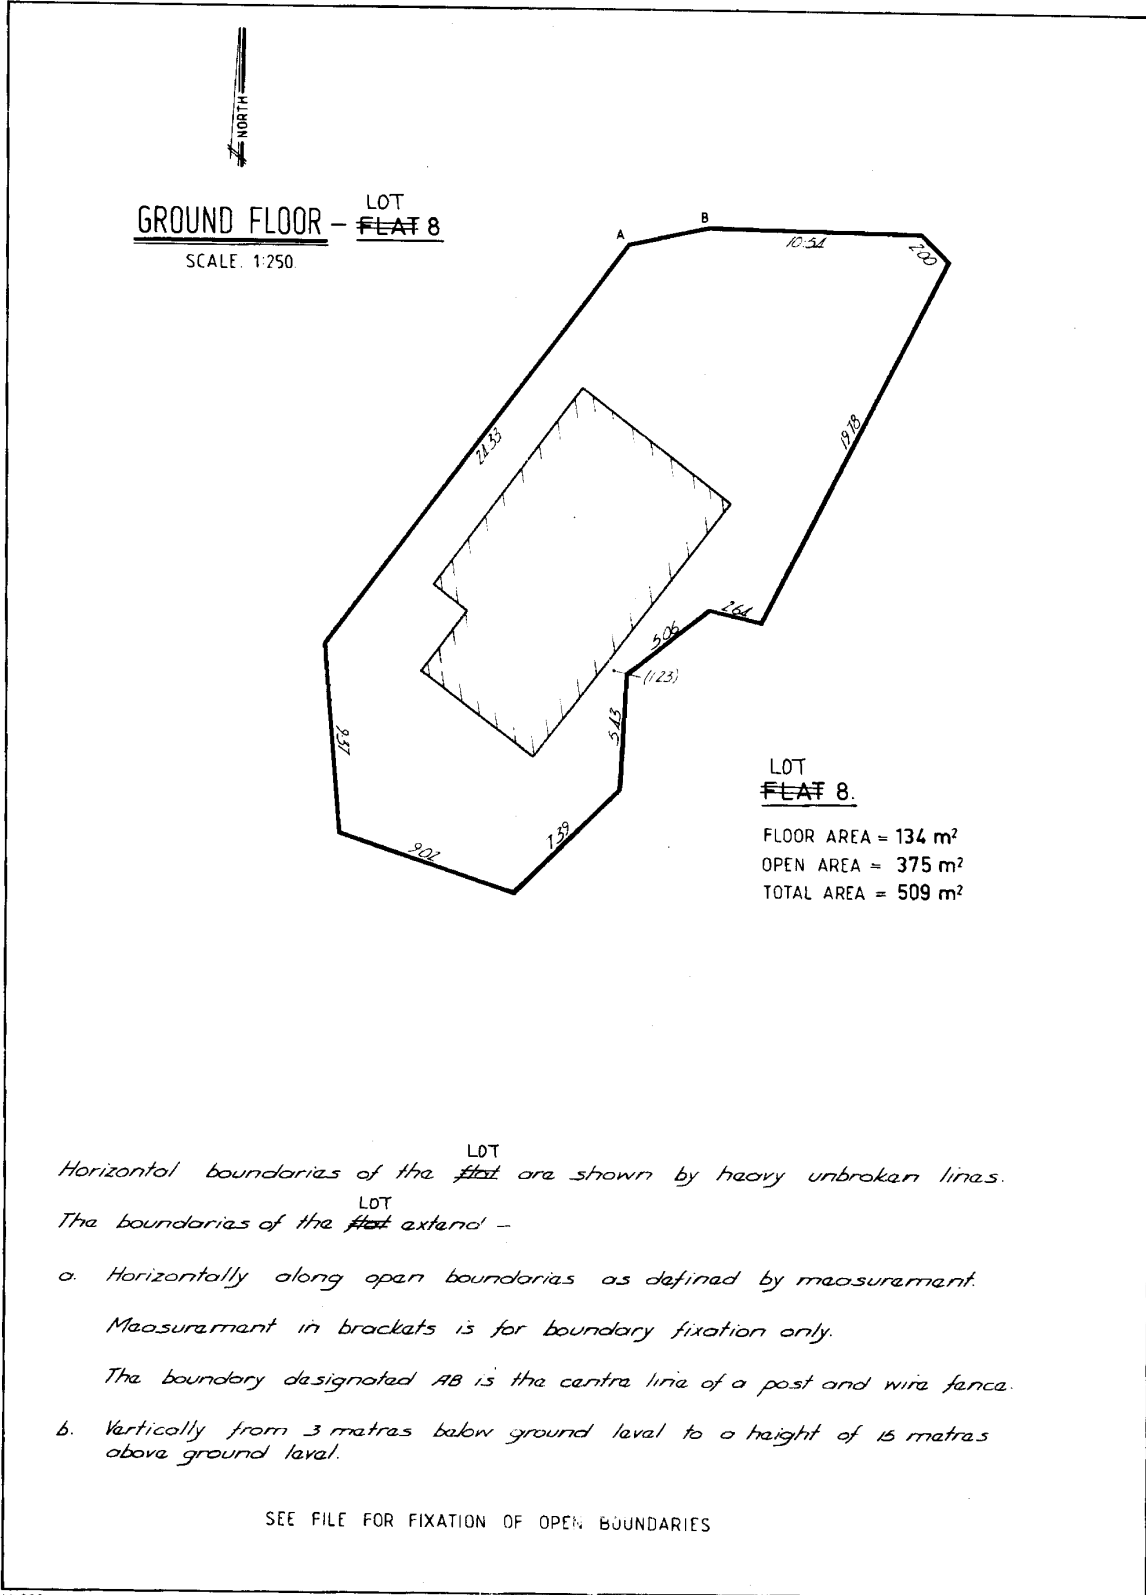 NORTH
LOT
GROUND FLOOR - FLAT 8
SCALE. 1:250.
A
B
10.54
2.00
24.33
19.78
2.64
5.06
(1.23)
5.43
9.37
7.39
9.02
LOT
FLAT 8.
FLOOR AREA = 134 m²
OPEN AREA = 375 m²
TOTAL AREA = 509 m²
LOT
Horizontal boundaries of the flat are shown by heavy unbroken lines.
LOT
The boundaries of the flat extend -
a. Horizontally along open boundaries as defined by measurement.
Measurement in brackets is for boundary fixation only.
The boundary designated AB is the centre line of a post and wire fence.
b. Vertically from 3 metres below ground level to a height of 15 metres
above ground level.
SEE FILE FOR FIXATION OF OPEN BOUNDARIES